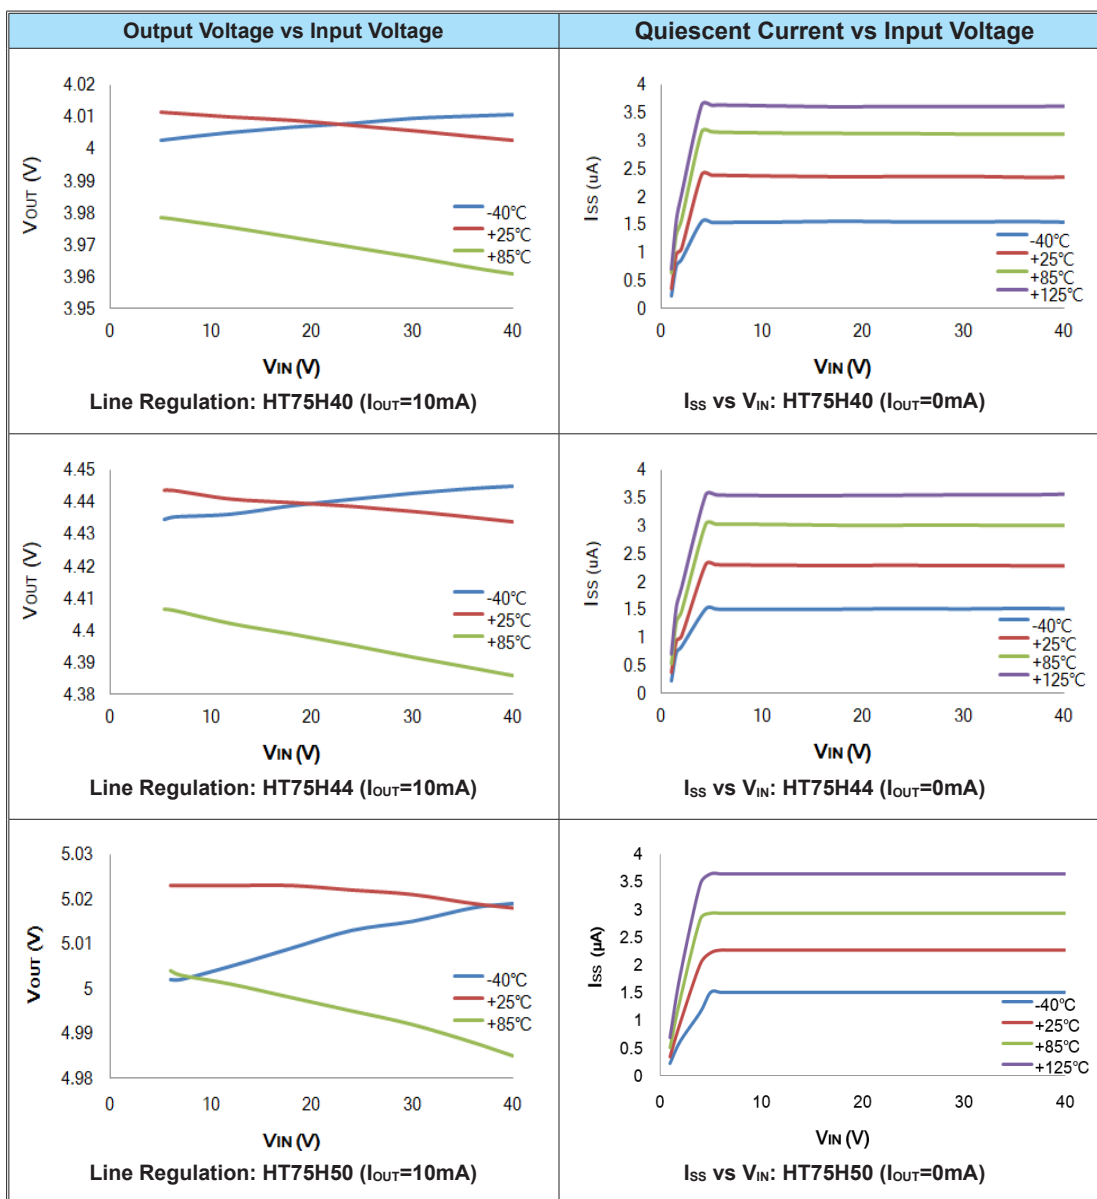 Output Voltage vs Input Voltage
Quiescent Current vs Input Voltage
4.02
4.01
4
3.99
3.98
3.97
3.96
3.95
VOUT (V)
-40℃
+25℃
+85℃
0 10 20 30 40
VIN (V)
Line Regulation: HT75H40 (IOUT=10mA)
4
3.5
3
2.5
2
1.5
1
0.5
0
ISS (uA)
-40℃
+25℃
+85℃
+125℃
0 10 20 30 40
VIN (V)
ISS vs VIN: HT75H40 (IOUT=0mA)
4.45
4.44
4.43
4.42
4.41
4.4
4.39
4.38
VOUT (V)
-40℃
+25℃
+85℃
0 10 20 30 40
VIN (V)
Line Regulation: HT75H44 (IOUT=10mA)
4
3.5
3
2.5
2
1.5
1
0.5
0
ISS (uA)
-40℃
+25℃
+85℃
+125℃
0 10 20 30 40
VIN (V)
ISS vs VIN: HT75H44 (IOUT=0mA)
5.03
5.02
5.01
5
4.99
4.98
VOUT (V)
-40℃
+25℃
+85℃
0 10 20 30 40
VIN (V)
Line Regulation: HT75H50 (IOUT=10mA)
4
3.5
3
2.5
2
1.5
1
0.5
0
ISS (µA)
-40℃
+25℃
+85℃
+125℃
0 10 20 30 40
VIN (V)
ISS vs VIN: HT75H50 (IOUT=0mA)